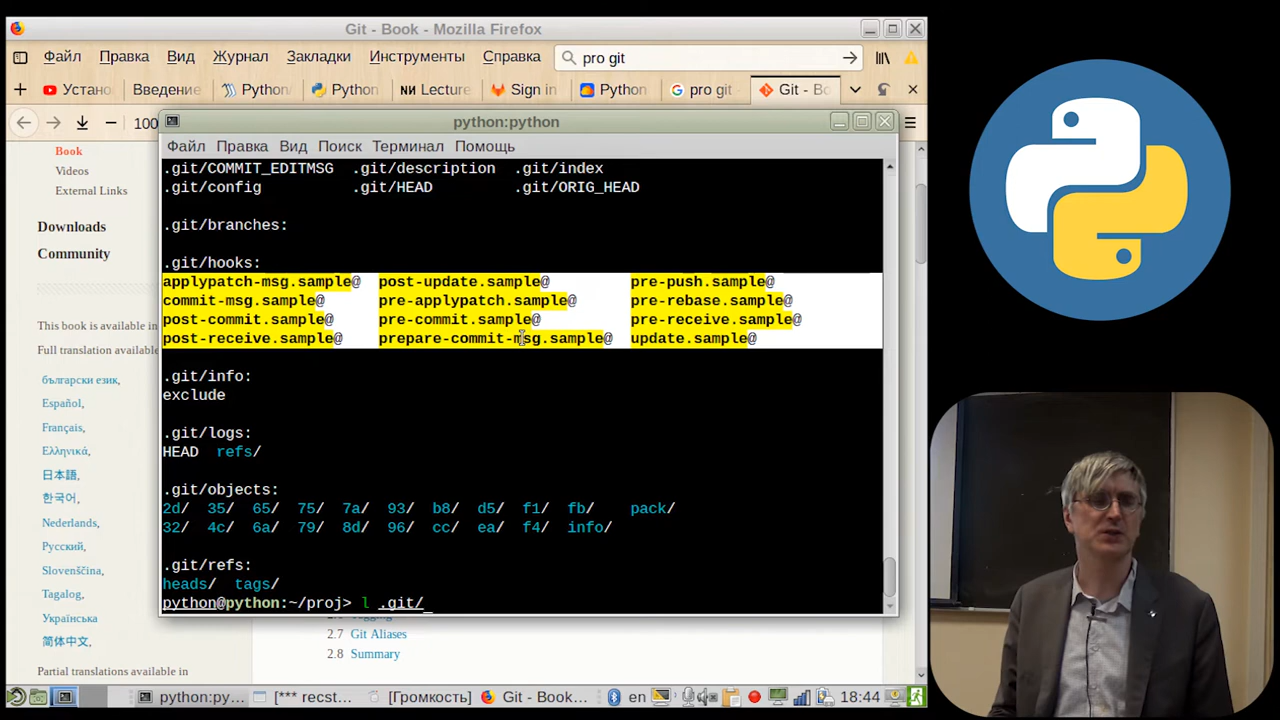 Git - Book - Mozilla Firefox
Файл Правка Вид Журнал Закладки Инструменты Справка pro git
Устано Введение Python Python Lecture Sign in Python pro git Git - Bo
100
python:python
Файл Правка Вид Поиск Терминал Помощь
Book
Videos
External Links
Downloads
Community
This book is available in
Full translation available
български език,
Español,
Français,
Ελληνικά,
日本語,
한국어,
Nederlands,
Русский,
Slovenščina,
Tagalog,
Українська
简体中文,
Partial translations available in
.git/COMMIT_EDITMSG .git/description .git/index
.git/config .git/HEAD .git/ORIG_HEAD
.git/branches:
.git/hooks:
applypatch-msg.sample@ post-update.sample@ pre-push.sample@
commit-msg.sample@ pre-applypatch.sample@ pre-rebase.sample@
post-commit.sample@ pre-commit.sample@ pre-receive.sample@
post-receive.sample@ prepare-commit-msg.sample@ update.sample@
.git/info:
exclude
.git/logs:
HEAD refs/
.git/objects:
2d/ 35/ 65/ 75/ 7a/ 93/ b8/ d5/ f1/ fb/ pack/
32/ 4c/ 6a/ 79/ 8d/ 96/ cc/ ea/ f4/ info/
.git/refs:
heads/ tags/
python@python:~/proj> l .git/_
2.7 Git Aliases
2.8 Summary
python:py... [*** recst... [Громкость] Git - Book... en 18:44